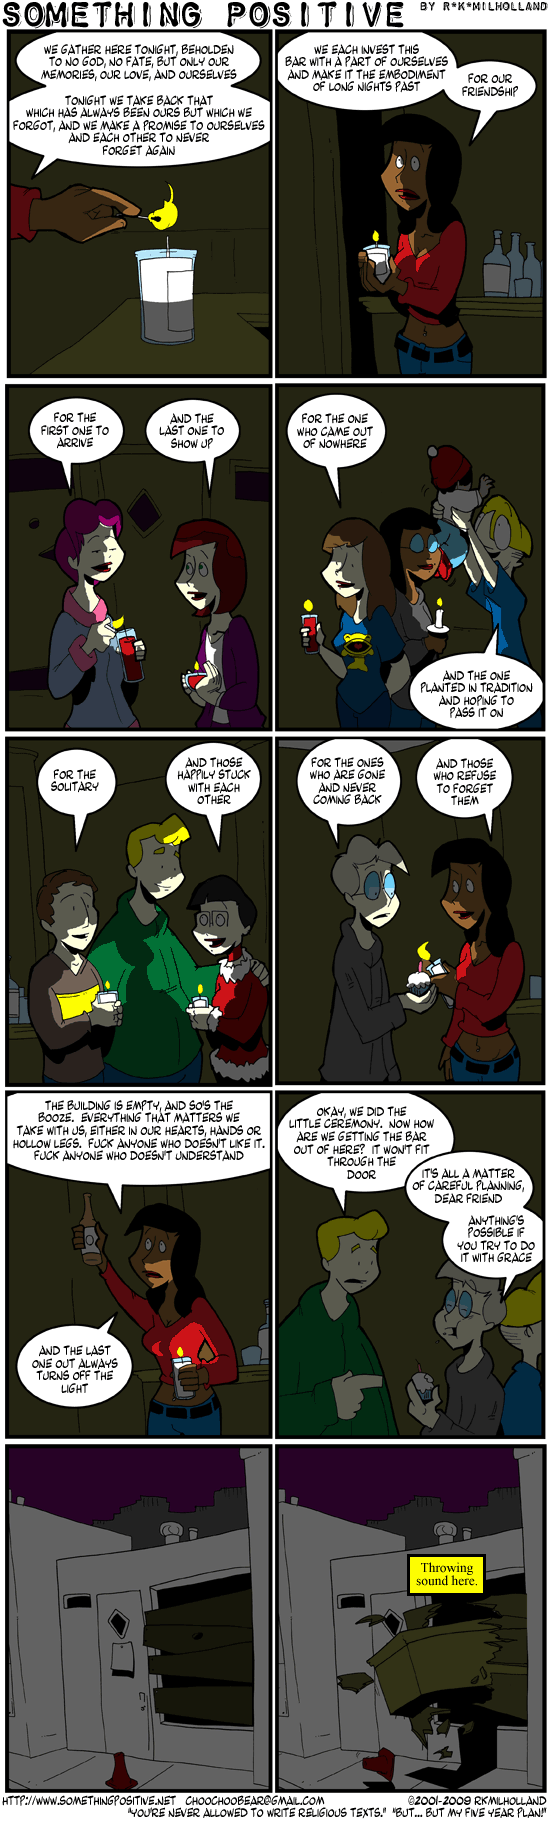 SOMETHING POSITIVE BY R*K*MILHOLLAND
WE GATHER HERE TONIGHT, BEHOLDEN
TO NO GOD, NO FATE, BUT ONLY OUR
MEMORIES, OUR LOVE, AND OURSELVES
TONIGHT WE TAKE BACK THAT
WHICH HAS ALWAYS BEEN OURS BUT WHICH WE
FORGOT, AND WE MAKE A PROMISE TO OURSELVES
AND EACH OTHER TO NEVER
FORGET AGAIN
WE EACH INVEST THIS
BAR WITH A PART OF OURSELVES
AND MAKE IT THE EMBODIMENT
OF LONG NIGHTS PAST
FOR OUR
FRIENDSHIP
FOR THE
FIRST ONE TO
ARRIVE
AND THE
LAST ONE TO
SHOW UP
FOR THE ONE
WHO CAME OUT
OF NOWHERE
AND THE ONE
PLANTED IN TRADITION
AND HOPING TO
PASS IT ON
FOR THE
SOLITARY
AND THOSE
HAPPILY STUCK
WITH EACH
OTHER
FOR THE ONES
WHO ARE GONE
AND NEVER
COMING BACK
AND THOSE
WHO REFUSE
TO FORGET
THEM
THE BUILDING IS EMPTY, AND SO'S THE
BOOZE. EVERYTHING THAT MATTERS WE
TAKE WITH US, EITHER IN OUR HEARTS, HANDS OR
HOLLOW LEGS. FUCK ANYONE WHO DOESN'T LIKE IT.
FUCK ANYONE WHO DOESN'T UNDERSTAND
AND THE LAST
ONE OUT ALWAYS
TURNS OFF THE
LIGHT
OKAY, WE DID THE
LITTLE CEREMONY. NOW HOW
ARE WE GETTING THE BAR
OUT OF HERE? IT WON'T FIT
THROUGH THE
DOOR
IT'S ALL A MATTER
OF CAREFUL PLANNING,
DEAR FRIEND
ANYTHING'S
POSSIBLE IF
YOU TRY TO DO
IT WITH GRACE
Throwing
sound here.
HTTP://WWW.SOMETHINGPOSITIVE.NET CHOOCHOOBEAR@GMAIL.COM ©2001-2009 RKMILHOLLAND
"YOU'RE NEVER ALLOWED TO WRITE RELIGIOUS TEXTS." "BUT... BUT MY FIVE YEAR PLAN!"